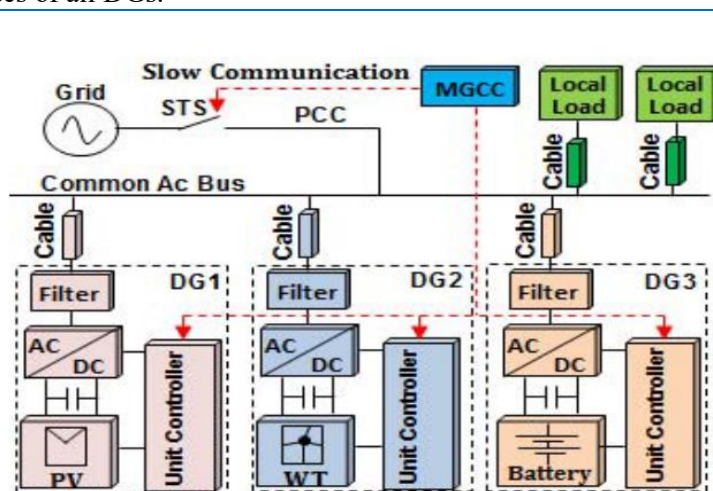 Slow Communication
MGCC
Local
Load
Local
Load
Grid
STS
PCC
Cable
Cable
Common Ac Bus
Cable
Cable
Cable
Filter
DG1
Filter
DG2
Filter
DG3
AC
DC
Unit Controller
AC
DC
Unit Controller
AC
DC
Unit Controller
PV
WT
Battery